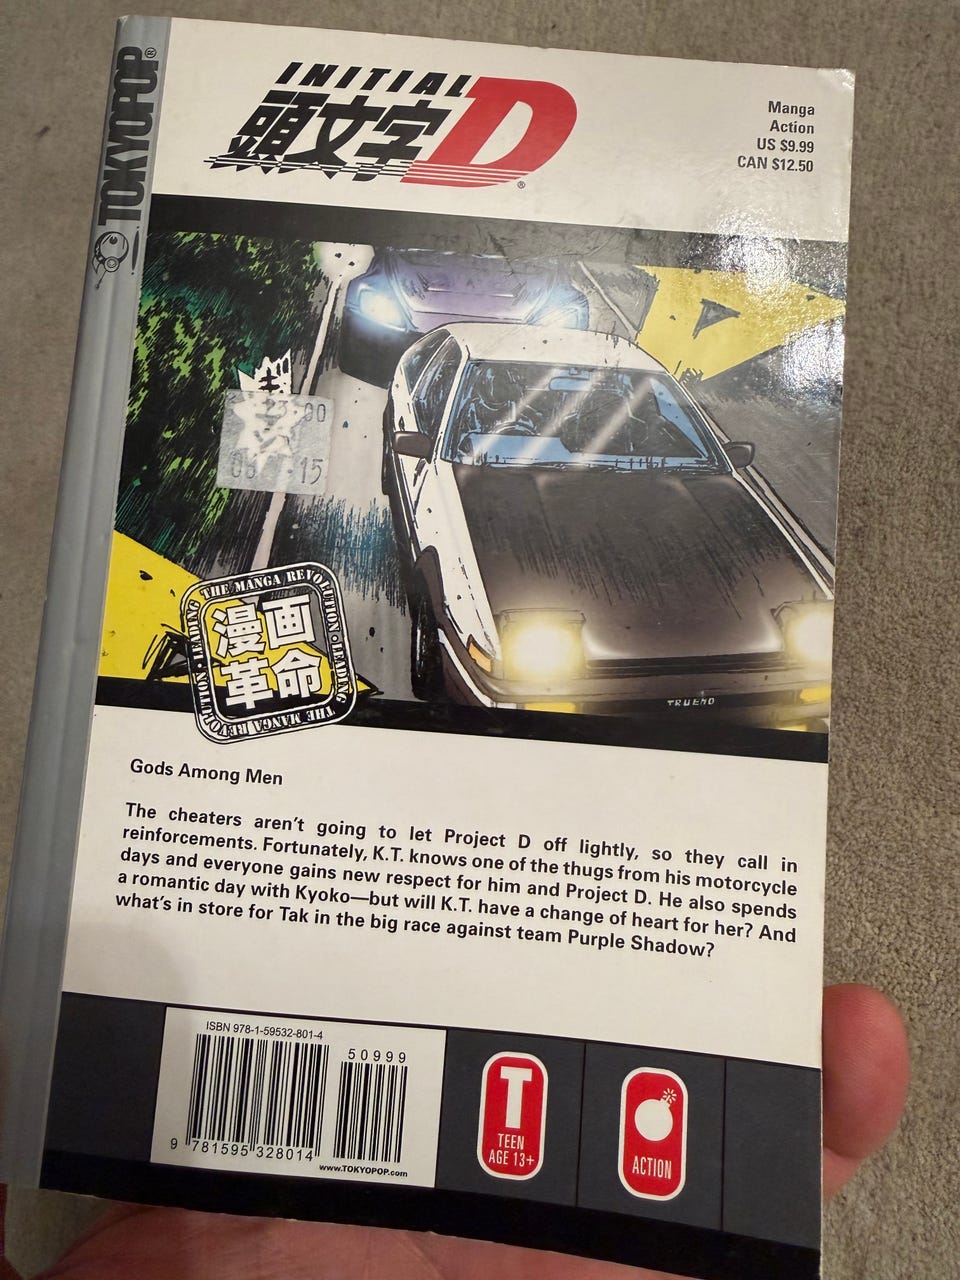 TOKYOPOP®
INITIAL
頭文字D®
Manga
Action
US $9.99
CAN $12.50
15
TRUENO
LEADING • THE MANGA REVOLUTION • LEADING THE MANGA REVOLUTION •
漫画
革命
Gods Among Men
The cheaters aren't going to let Project D off lightly, so they call in
reinforcements. Fortunately, K.T. knows one of the thugs from his motorcycle
days and everyone gains new respect for him and Project D. He also spends
a romantic day with Kyoko—but will K.T. have a change of heart for her? And
what's in store for Tak in the big race against team Purple Shadow?
ISBN 978-1-59532-801-4
50999
9 781595 328014
www.TOKYOPOP.com
T
TEEN
AGE 13+
ACTION